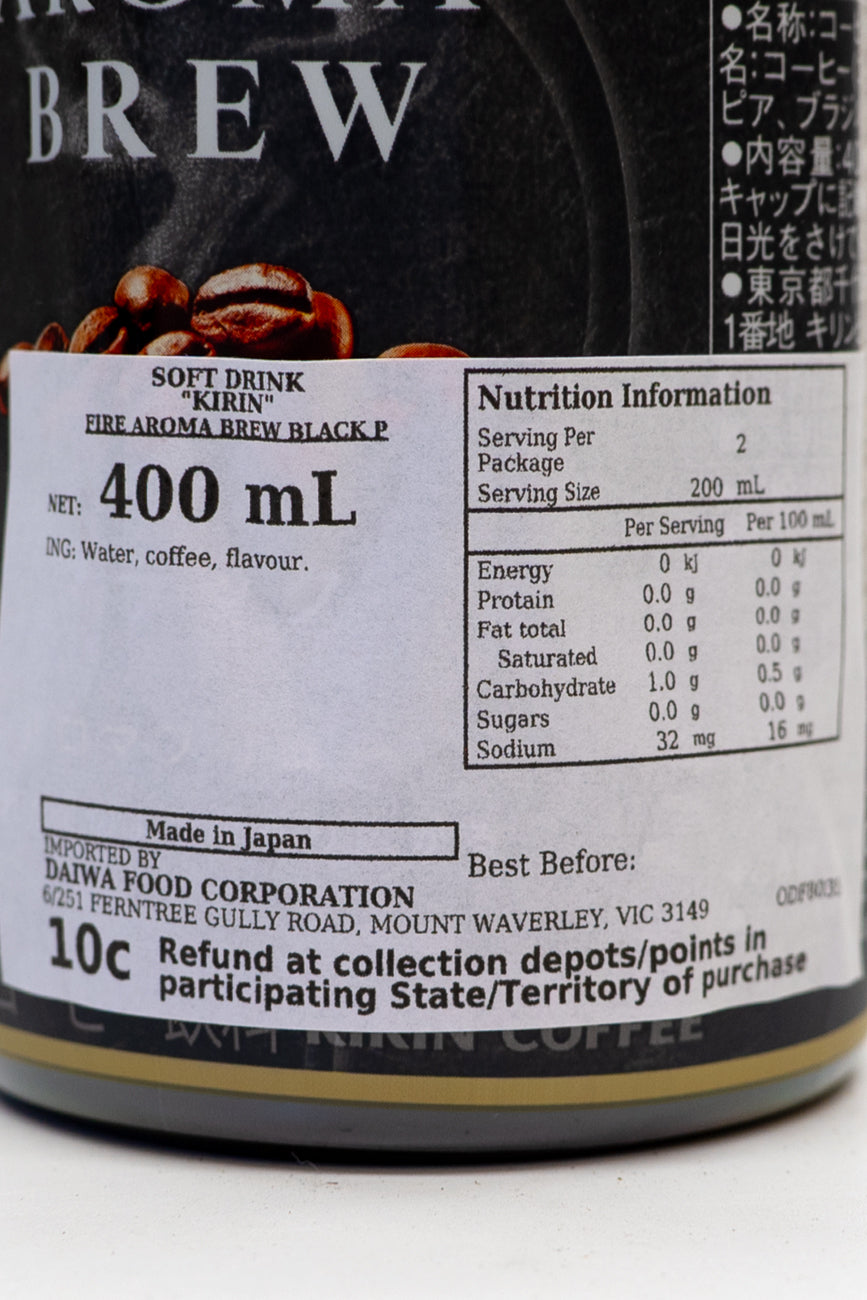 AROMA
BREW
●名称:コー
名:コーヒー
ピア、ブラジ
●内容量:4
キャップに記
日光をさけて
●東京都千
1番地 キリン
SOFT DRINK
"KIRIN"
FIRE AROMA BREW BLACK P
NET: 400 mL
ING: Water, coffee, flavour.
Nutrition Information
Serving Per Package 2
Serving Size 200 mL
Per Serving Per 100 mL
Energy 0 kJ 0 kJ
Protein 0.0 g 0.0 g
Fat total 0.0 g 0.0 g
Saturated 0.0 g 0.0 g
Carbohydrate 1.0 g 0.5 g
Sugars 0.0 g 0.0 g
Sodium 32 mg 16 mg
Made in Japan
IMPORTED BY
DAIWA FOOD CORPORATION
6/251 FERNTREE GULLY ROAD, MOUNT WAVERLEY, VIC 3149
Best Before:
10c Refund at collection depots/points in
participating State/Territory of purchase
飲料 KIRIN COFFEE